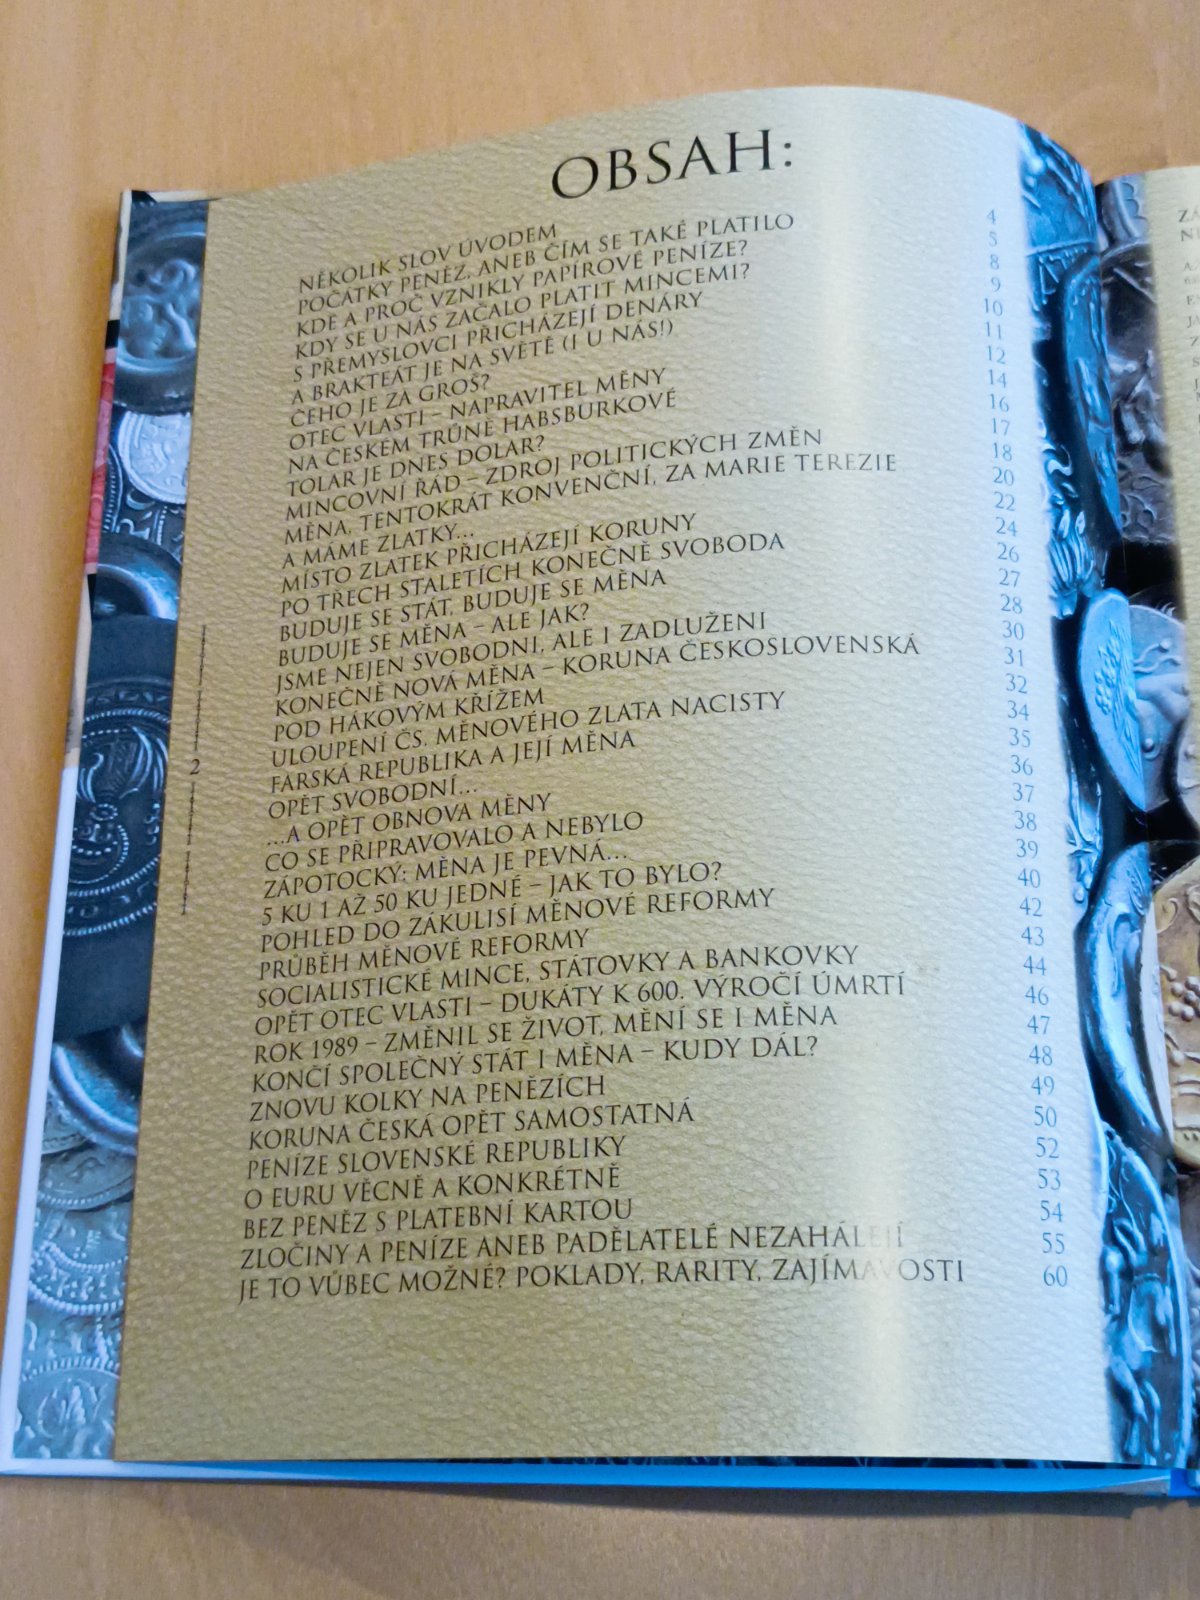 OBSAH:
NĚKOLIK SLOV ÚVODEM 4
POČÁTKY PENĚZ, ANEB ČÍM SE TAKÉ PLATILO 5
KDE A PROČ VZNIKLY PAPÍROVÉ PENÍZE? 8
KDY SE U NÁS ZAČALO PLATIT MINCEMI? 9
S PŘEMYSLOVCI PŘICHÁZEJÍ DENÁRY 10
A BRAKTEÁT JE NA SVĚTĚ (I U NÁS!) 11
ČEHO JE ZA GROŠ? 12
OTEC VLASTI – NAPRAVITEL MĚNY 14
NA ČESKÉM TRŮNĚ HABSBURKOVÉ 16
TOLAR JE DNES DOLAR? 17
MINCOVNÍ ŘÁD – ZDROJ POLITICKÝCH ZMĚN 18
MĚNA, TENTOKRÁT KONVENČNÍ, ZA MARIE TEREZIE 20
A MÁME ZLATKY... 22
MÍSTO ZLATEK PŘICHÁZEJÍ KORUNY 24
PO TŘECH STALETÍCH KONEČNĚ SVOBODA 26
BUDUJE SE STÁT, BUDUJE SE MĚNA 27
BUDUJE SE MĚNA – ALE JAK? 28
JSME NEJEN SVOBODNI, ALE I ZADLUŽENI 30
KONEČNĚ NOVÁ MĚNA – KORUNA ČESKOSLOVENSKÁ 31
POD HÁKOVÝM KŘÍŽEM 32
ULOUPENÍ ČS. MĚNOVÉHO ZLATA NACISTY 34
FARSKÁ REPUBLIKA A JEJÍ MĚNA 35
OPĚT SVOBODNÍ... 36
...A OPĚT OBNOVA MĚNY 37
CO SE PŘIPRAVOVALO A NEBYLO 38
ZÁPOTOCKÝ: MĚNA JE PEVNÁ... 39
5 KU 1 AŽ 50 KU JEDNÉ – JAK TO BYLO? 40
POHLED DO ZÁKULISÍ MĚNOVÉ REFORMY 42
PRŮBĚH MĚNOVÉ REFORMY 43
SOCIALISTICKÉ MINCE, STÁTOVKY A BANKOVKY 44
OPĚT OTEC VLASTI – DUKÁTY K 600. VÝROČÍ ÚMRTÍ 46
ROK 1989 – ZMĚNIL SE ŽIVOT, MĚNÍ SE I MĚNA 47
KONČÍ SPOLEČNÝ STÁT I MĚNA – KUDY DÁL? 48
ZNOVU KOLKY NA PENĚZÍCH 49
KORUNA ČESKÁ OPĚT SAMOSTATNÁ 50
PENÍZE SLOVENSKÉ REPUBLIKY 52
O EURU VĚCNĚ A KONKRÉTNĚ 53
BEZ PENĚZ S PLATEBNÍ KARTOU 54
ZLOČINY A PENÍZE ANEB PADĚLATELÉ NEZAHÁLEJÍ 55
JE TO VŮBEC MOŽNÉ? POKLADY, RARITY, ZAJÍMAVOSTI 60
2